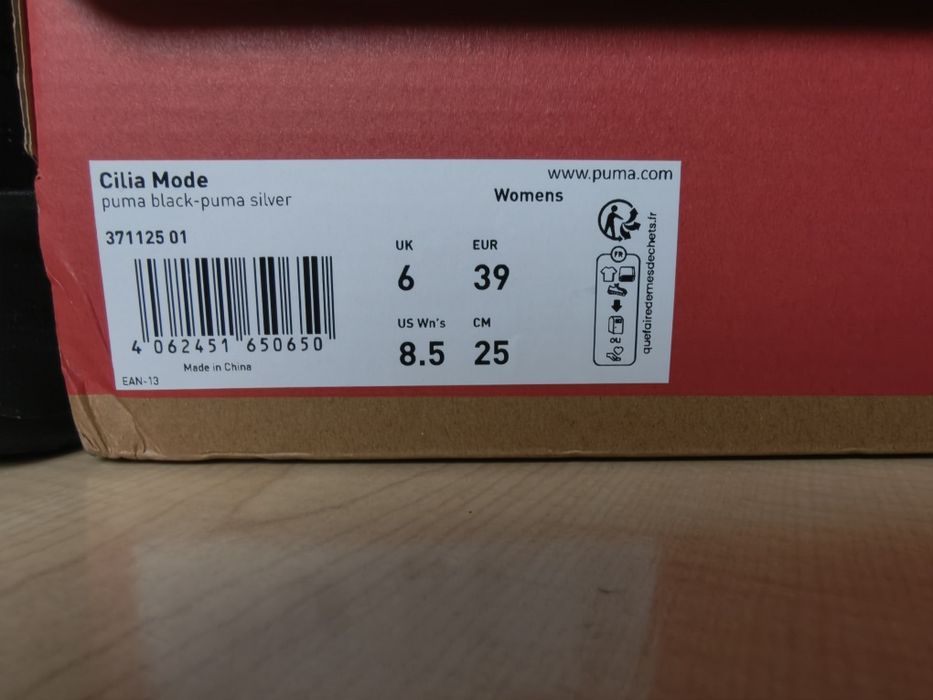 Cilia Mode
www.puma.com
puma black-puma silver
Womens
371125 01
UK
EUR
6
39
US Wn's
CM
8.5
25
4 062451 650650
Made in China
EAN-13
FR
quefairedemesdechets.fr